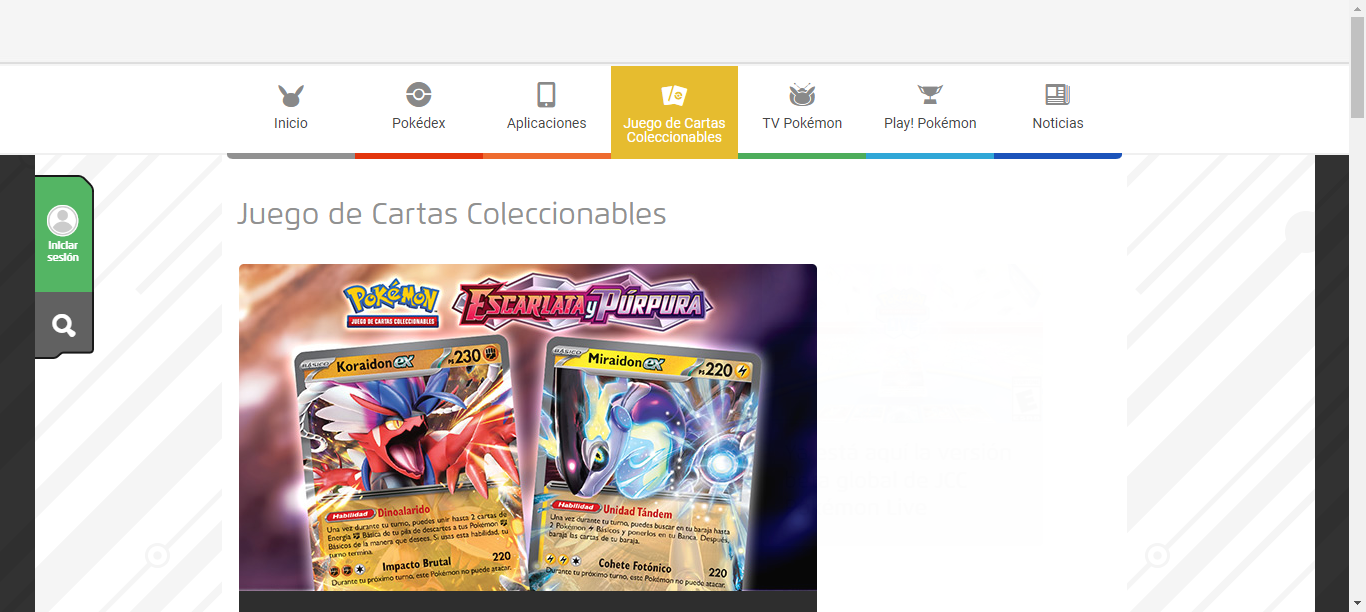 Inicio
Pokédex
Aplicaciones
Juego de Cartas
Coleccionables
TV Pokémon
Play! Pokémon
Noticias
Iniciar
sesión
Juego de Cartas Coleccionables
POKÉMON
JUEGO DE CARTAS COLECCIONABLES
ESCARLATA y PÚRPURA
BÁSICO
Koraidon ex
PS 230
Habilidad Dinoalarido
Una vez durante tu turno, puedes unir hasta 2 cartas de
Energía Básica de tu pila de descartes a tus Pokémon
Básicos de la manera que desees. Si usas esta habilidad, tu
turno termina.
Impacto Brutal 220
Durante tu próximo turno, este Pokémon no puede atacar.
BÁSICO
Miraidon ex
PS 220
Habilidad Unidad Tándem
Una vez durante tu turno, puedes buscar en tu baraja hasta
2 Pokémon Básicos y ponerlos en tu Banca. Después,
baraja las cartas de tu baraja.
Cohete Fotónico 220
Durante tu próximo turno, este Pokémon no puede atacar.
global de JCC